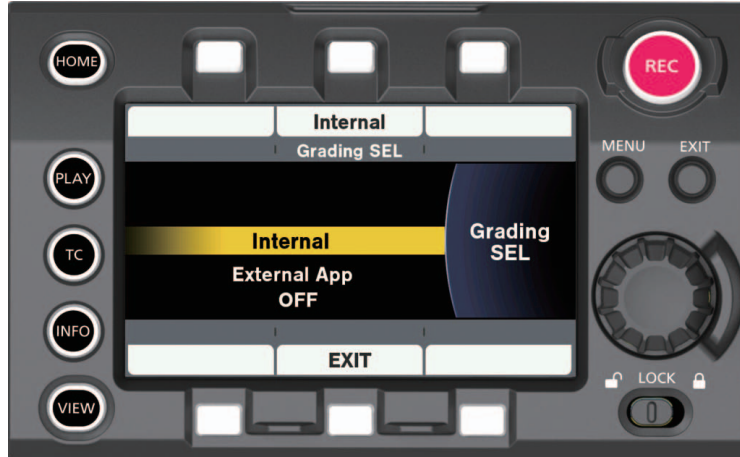 HOME
REC
Internal
Grading SEL
MENU EXIT
PLAY
Internal
Grading
SEL
TC
External App
OFF
INFO
EXIT
LOCK
VIEW